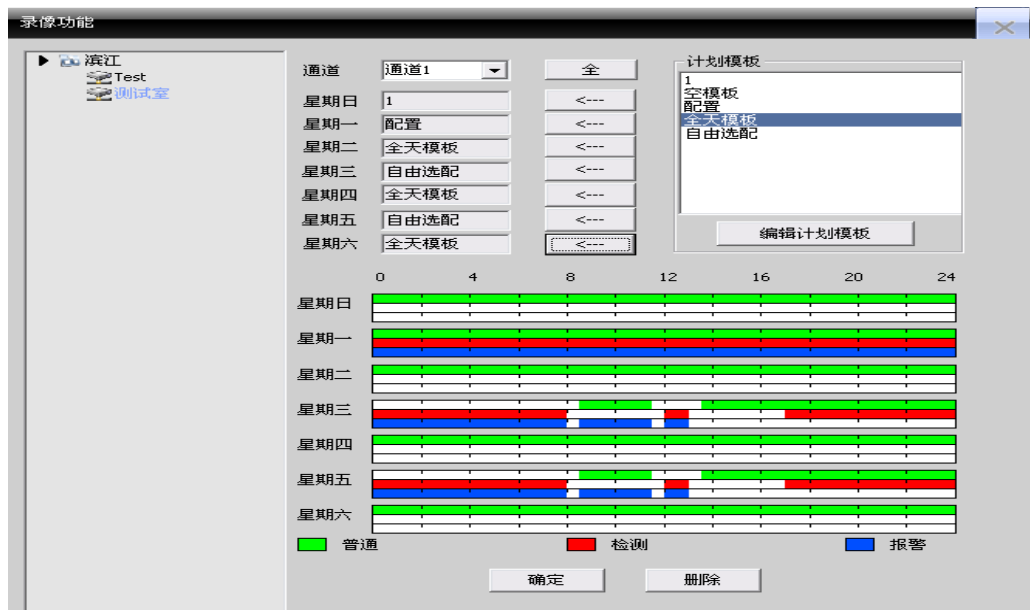 录像功能
滨江
Test
测试室
通道 通道1 全
星期日 1 <---
星期一 配置 <---
星期二 全天模板 <---
星期三 自由选配 <---
星期四 全天模板 <---
星期五 自由选配 <---
星期六 全天模板 <---
计划模板
1
空模板
配置
全天模板
自由选配
编辑计划模板
0 4 8 12 16 20 24
星期日
星期一
星期二
星期三
星期四
星期五
星期六
普通 检测 报警
确定 删除